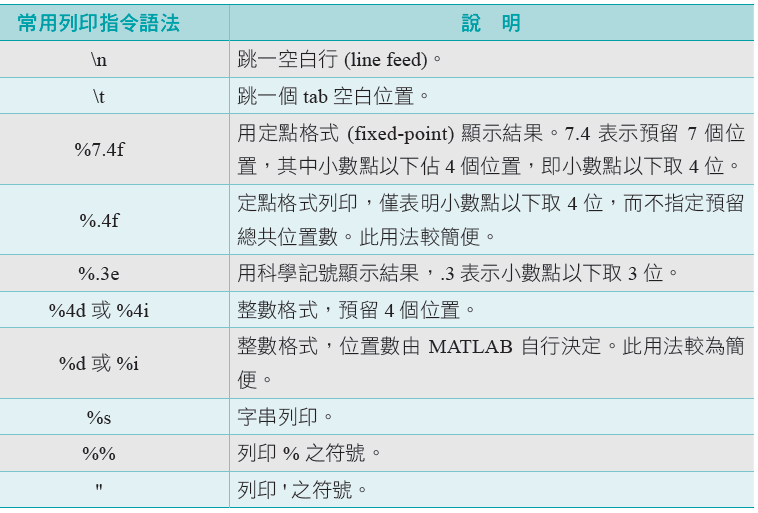 常用列印指令語法 說 明
\n 跳一空白行 (line feed)。
\t 跳一個 tab 空白位置。
%7.4f 用定點格式 (fixed-point) 顯示結果。7.4 表示預留 7 個位
置，其中小數點以下佔 4 個位置，即小數點以下取 4 位。
%.4f 定點格式列印，僅表明小數點以下取 4 位，而不指定預留
總共位置數。此用法較簡便。
%.3e 用科學記號顯示結果，.3 表示小數點以下取 3 位。
%4d 或 %4i 整數格式，預留 4 個位置。
%d 或 %i 整數格式，位置數由 MATLAB 自行決定。此用法較為簡
便。
%s 字串列印。
%% 列印 % 之符號。
" 列印 ' 之符號。